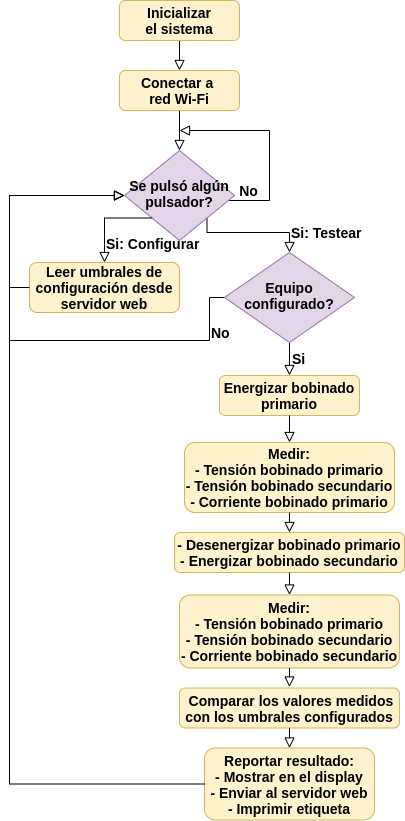 Inicializar
el sistema
Conectar a
red Wi-Fi
Se pulsó algún
pulsador?
No
Si: Configurar
Si: Testear
Leer umbrales de
configuración desde
servidor web
Equipo
configurado?
No
Si
Energizar bobinado
primario
Medir:
- Tensión bobinado primario
- Tensión bobinado secundario
- Corriente bobinado primario
- Desenergizar bobinado primario
- Energizar bobinado secundario
Medir:
- Tensión bobinado primario
- Tensión bobinado secundario
- Corriente bobinado secundario
Comparar los valores medidos
con los umbrales configurados
Reportar resultado:
- Mostrar en el display
- Enviar al servidor web
- Imprimir etiqueta